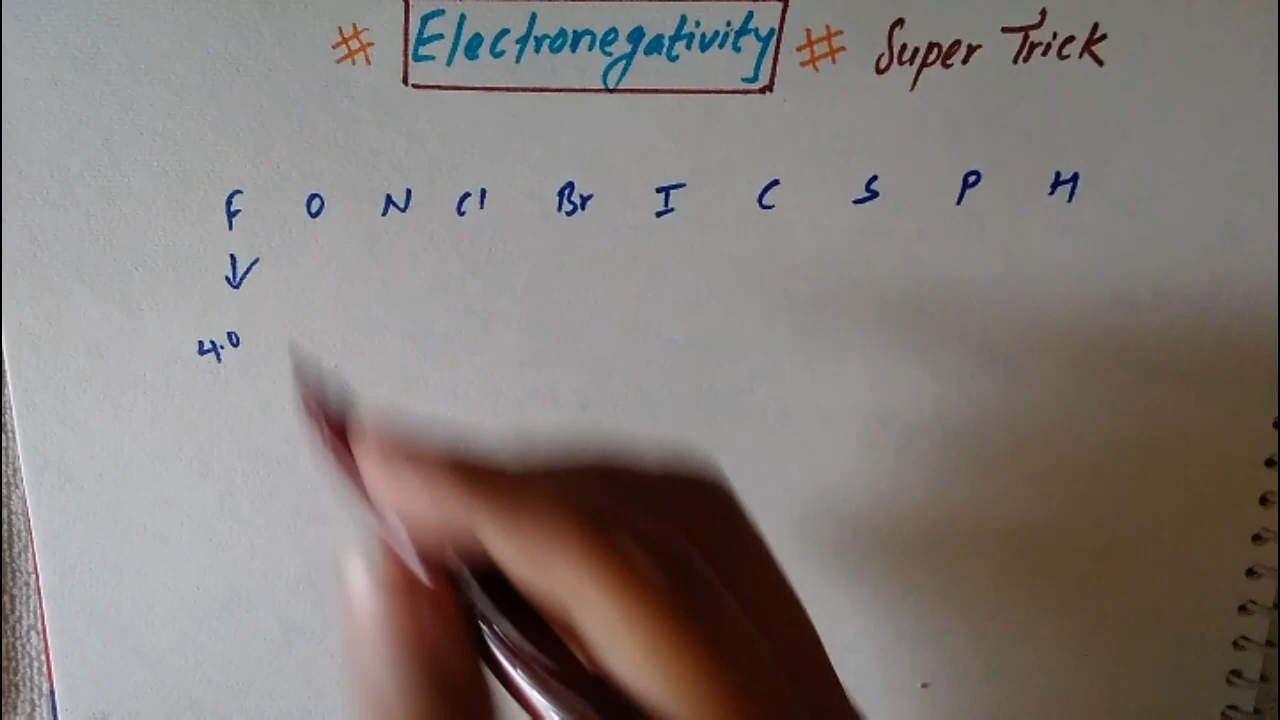 # Electronegativity # Super Trick
F O N Cl Br I C S P H
↓
4.0